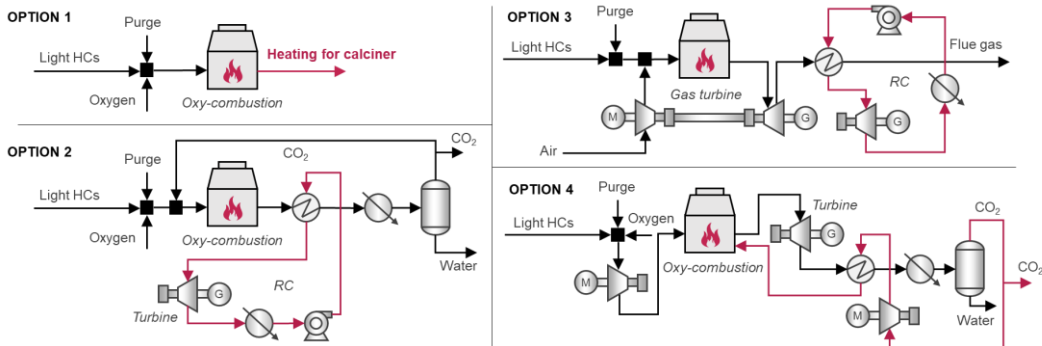 OPTION 1
Purge
Light HCs
Heating for calciner
Oxygen
Oxy-combustion
OPTION 2
Purge
CO2
CO2
Light HCs
Oxygen
Oxy-combustion
Water
RC
G
Turbine
OPTION 3
Purge
Light HCs
Flue gas
Gas turbine
RC
M
G
G
Air
OPTION 4
Purge
Turbine
CO2
Light HCs
Oxygen
G
Oxy-combustion
CO2
M
Water
M